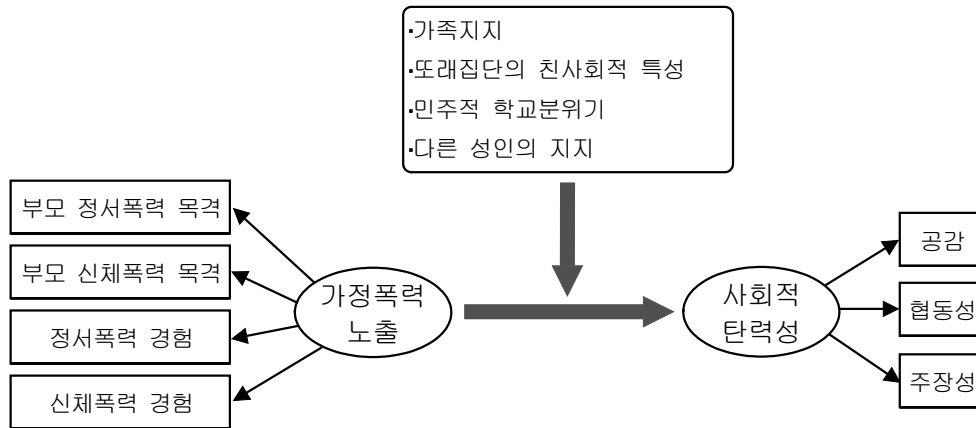 ·가족지지
·또래집단의 친사회적 특성
·민주적 학교분위기
·다른 성인의 지지
부모 정서폭력 목격
부모 신체폭력 목격
정서폭력 경험
신체폭력 경험
가정폭력
노출
사회적
탄력성
공감
협동성
주장성